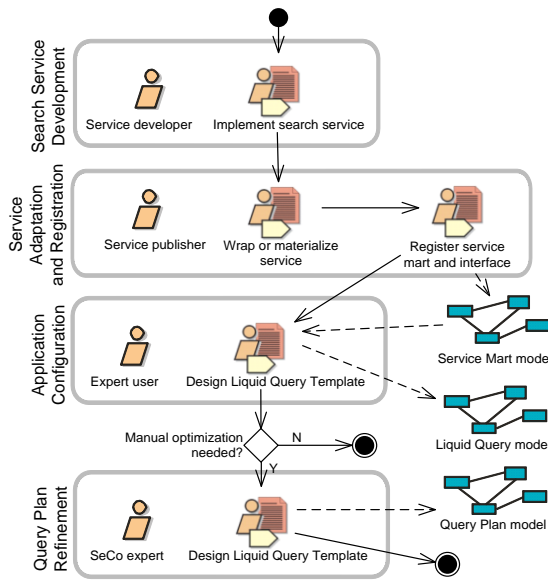 Search Service
Development
Service developer
Implement search service
Service
Adaptation
and Registration
Service publisher
Wrap or materialize
service
Register service
mart and interface
Application
Configuration
Expert user
Design Liquid Query Template
Service Mart model
Liquid Query model
Manual optimization
needed?
N
Y
Query Plan
Refinement
SeCo expert
Design Liquid Query Template
Query Plan model